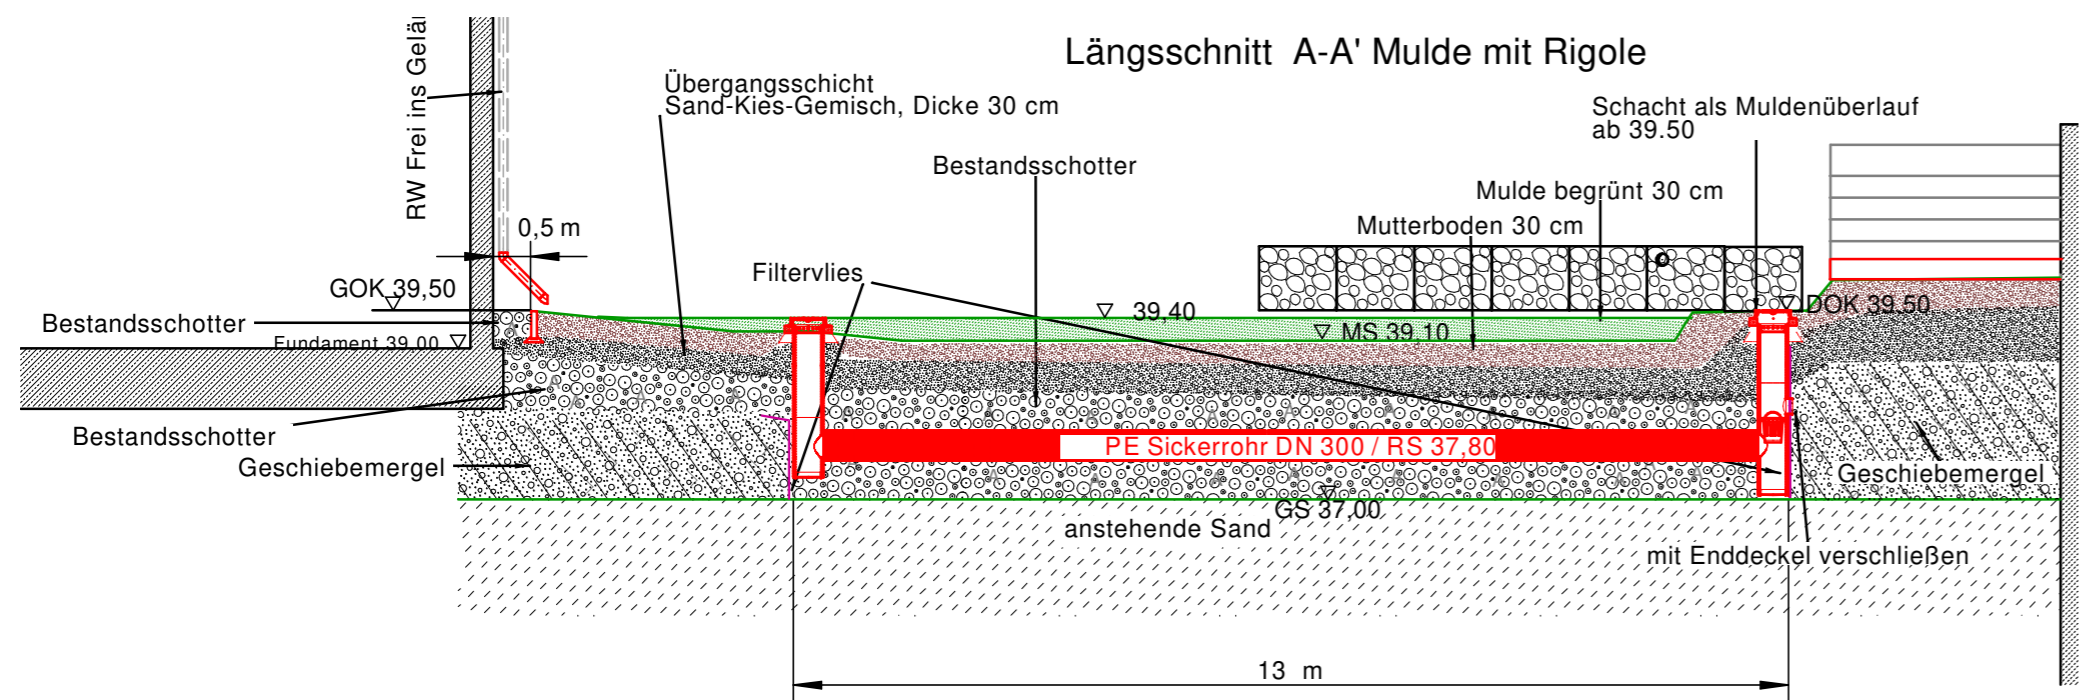 Längsschnitt A-A' Mulde mit Rigole
RW Frei ins Gelä
Übergangsschicht
Sand-Kies-Gemisch, Dicke 30 cm
Schacht als Muldenüberlauf
ab 39.50
Bestandsschotter
Mulde begrünt 30 cm
Mutterboden 30 cm
0,5 m
Filtervlies
GOK 39,50
39,40
DOK 39.50
Bestandsschotter
MS 39,10
Fundament 39,00
Bestandsschotter
PE Sickerrohr DN 300 / RS 37,80
Geschiebemergel
Geschiebemergel
GS 37,00
anstehende Sand
mit Enddeckel verschließen
13 m